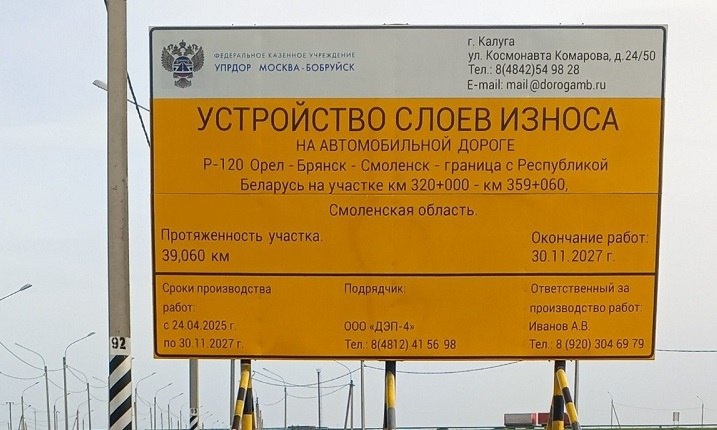 ФЕДЕРАЛЬНОЕ КАЗЕННОЕ УЧРЕЖДЕНИЕ
УПРДОР МОСКВА-БОБРУЙСК
г. Калуга
ул. Космонавта Комарова, д.24/50
Тел.: 8(4842)54 98 28
E-mail: mail@dorogamb.ru
УСТРОЙСТВО СЛОЕВ ИЗНОСА
НА АВТОМОБИЛЬНОЙ ДОРОГЕ
Р-120 Орел - Брянск - Смоленск - граница с Республикой
Беларусь на участке км 320+000 - км 359+060,
Смоленская область.
Протяженность участка:
39,060 км
Окончание работ:
30.11.2027 г.
Сроки производства
работ:
с 24.04.2025 г.
по 30.11.2027 г.
Подрядчик:
ООО «ДЭП-4»
Тел.: 8(4812) 41 56 98
Ответственный за
производство работ:
Иванов А.В.
Тел.: 8 (920) 304 69 79
92